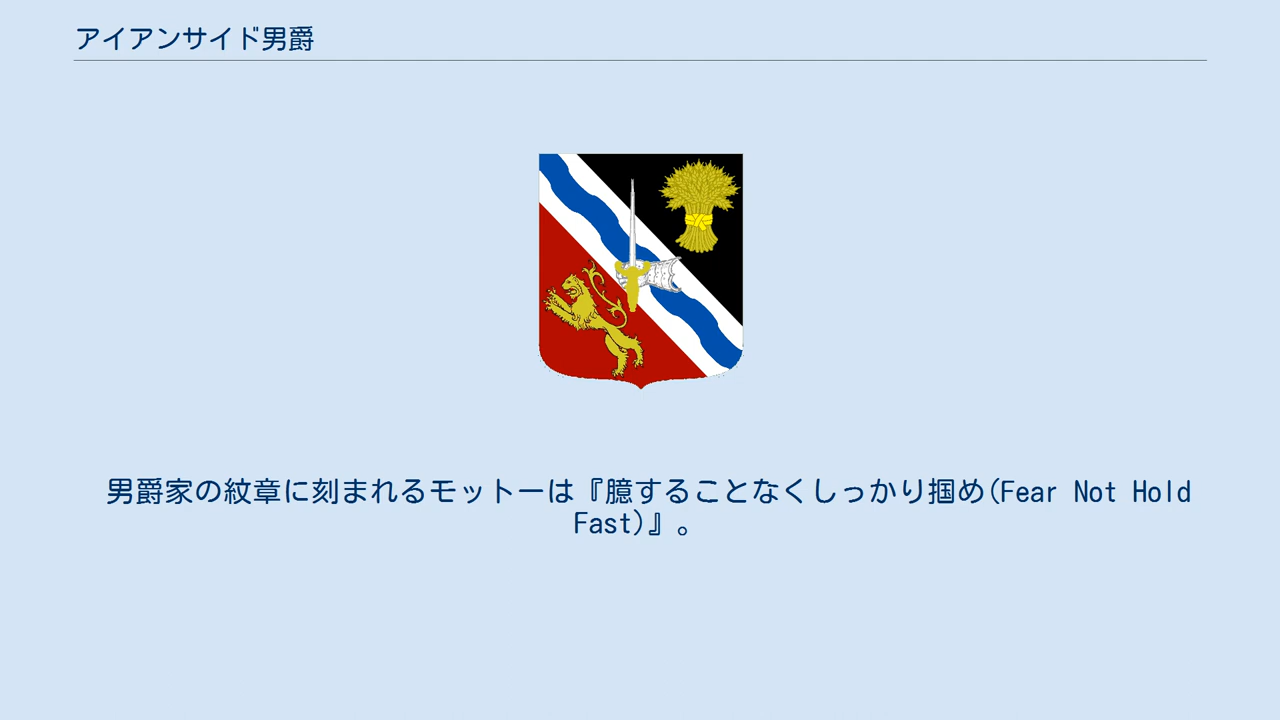 アイアンサイド男爵
男爵家の紋章に刻まれるモットーは『臆することなくしっかり掴め(Fear Not Hold
Fast)』。